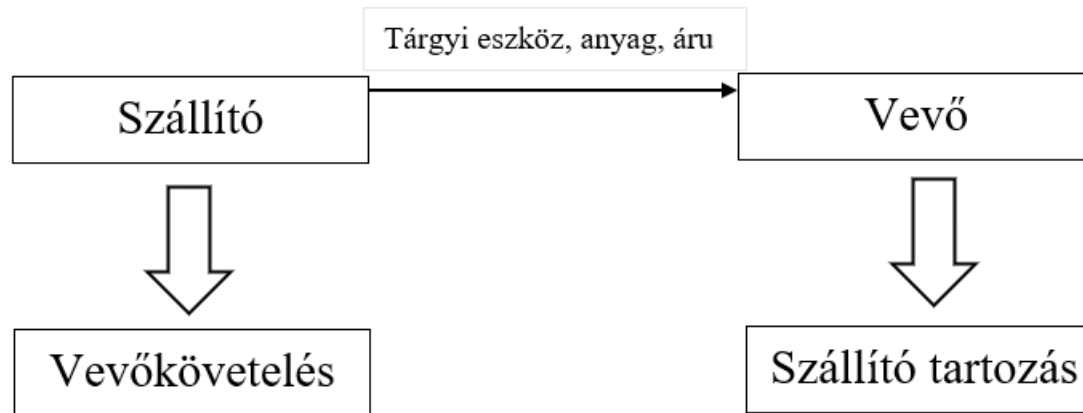 Tárgyi eszköz, anyag, áru
Szállító
Vevő
Vevőkövetelés
Szállító tartozás